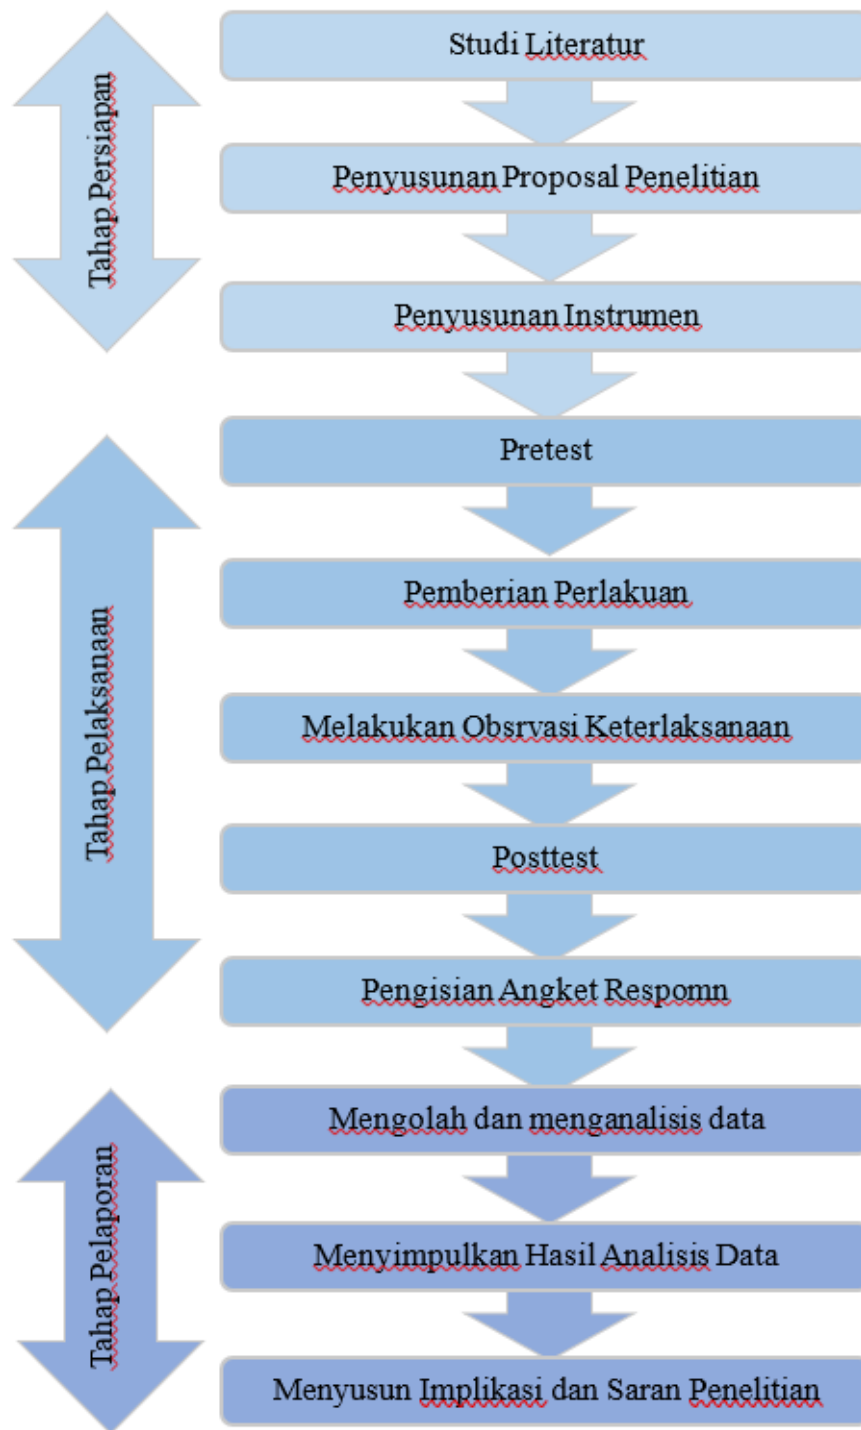 Tahap Persiapan
Studi Literatur
Penyusunan Proposal Penelitian
Penyusunan Instrumen
Tahap Pelaksanaan
Pretest
Pemberian Perlakuan
Melakukan Obsrvasi Keterlaksanaan
Posttest
Pengisian Angket Respomn
Tahap Pelaporan
Mengolah dan menganalisis data
Menyimpulkan Hasil Analisis Data
Menyusun Implikasi dan Saran Penelitian